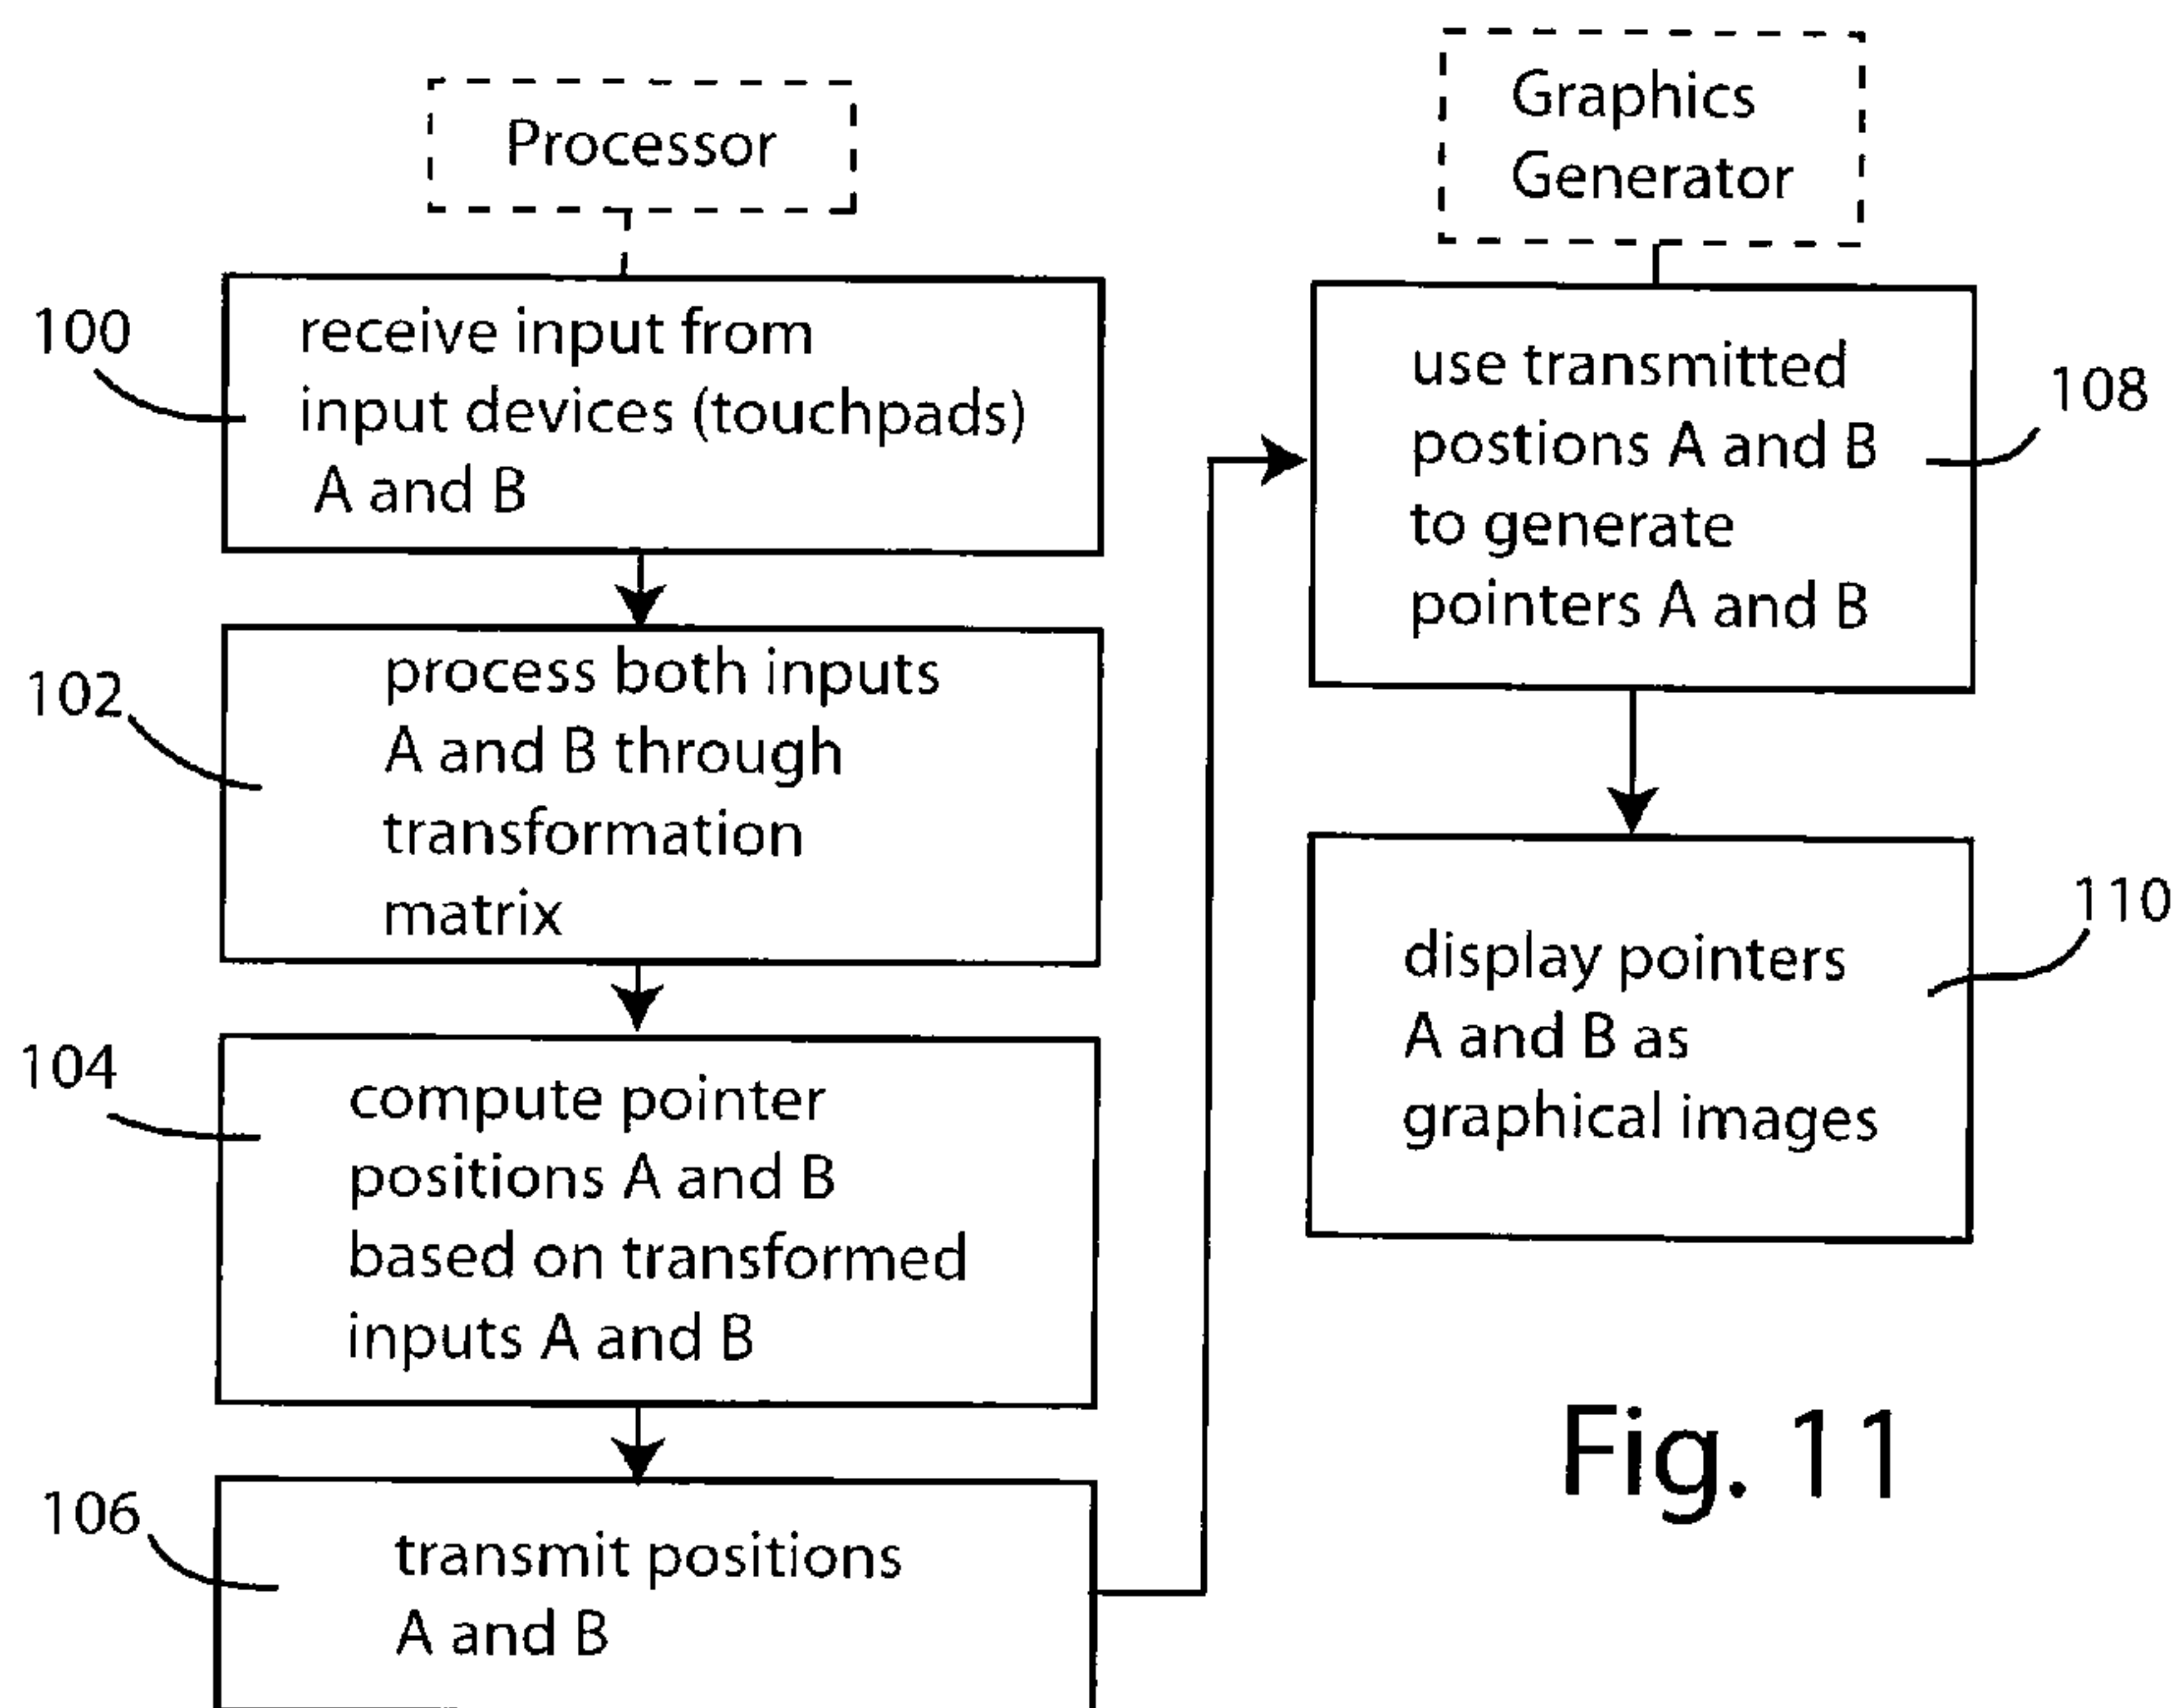 Processor
100
receive input from
input devices (touchpads)
A and B
102
process both inputs
A and B through
transformation
matrix
104
compute pointer
positions A and B
based on transformed
inputs A and B
106
transmit positions
A and B
Graphics
Generator
108
use transmitted
postions A and B
to generate
pointers A and B
110
display pointers
A and B as
graphical images
Fig. 11